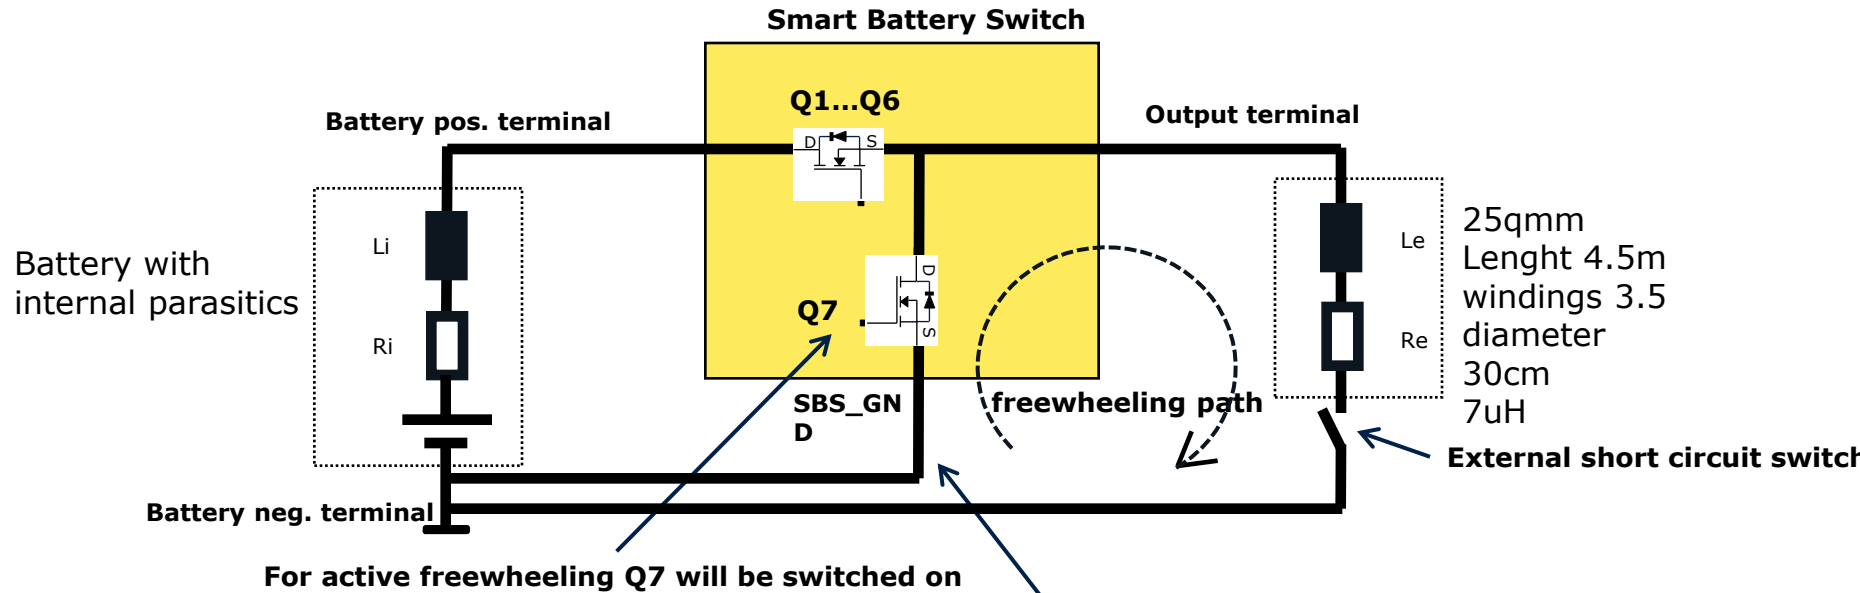 Smart Battery Switch
Q1...Q6
Battery pos. terminal
Output terminal
D
S
Li
Ri
Battery with
internal parasitics
Q7
D
S
Le
Re
25qmm
Lenght 4.5m
windings 3.5
diameter
30cm
7uH
SBS_GN
D
freewheeling path
External short circuit switch
Battery neg. terminal
For active freewheeling Q7 will be switched on